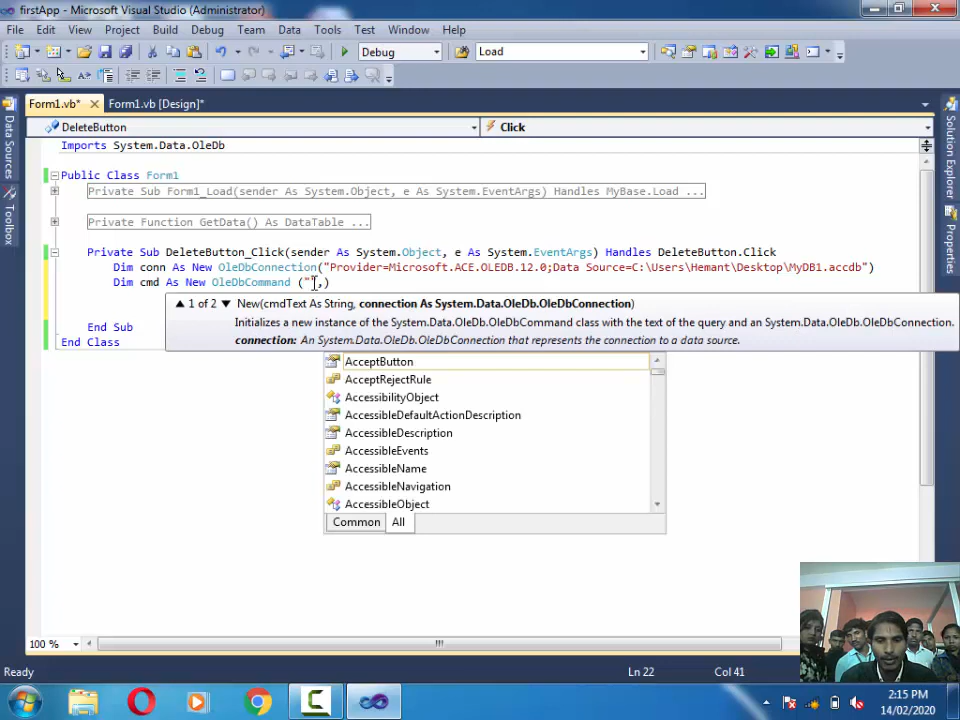 firstApp - Microsoft Visual Studio (Administrator)
File Edit View Project Build Debug Team Data Tools Test Window Help
Debug Load
Form1.vb* Form1.vb [Design]*
DeleteButton Click
Imports System.Data.OleDb
Public Class Form1
Private Sub Form1_Load(sender As System.Object, e As System.EventArgs) Handles MyBase.Load ...
Private Function GetData() As DataTable ...
Private Sub DeleteButton_Click(sender As System.Object, e As System.EventArgs) Handles DeleteButton.Click
Dim conn As New OleDbConnection("Provider=Microsoft.ACE.OLEDB.12.0;Data Source=C:\Users\Hemant\Desktop\MyDB1.accdb")
Dim cmd As New OleDbCommand ("",)
1 of 2 New(cmdText As String, connection As System.Data.OleDb.OleDbConnection)
Initializes a new instance of the System.Data.OleDb.OleDbCommand class with the text of the query and an System.Data.OleDb.OleDbConnection.
connection: An System.Data.OleDb.OleDbConnection that represents the connection to a data source.
End Sub
End Class
AcceptButton
AcceptRejectRule
AccessibilityObject
AccessibleDefaultActionDescription
AccessibleDescription
AccessibleEvents
AccessibleName
AccessibleNavigation
AccessibleObject
Common All
Data Sources
Toolbox
Solution Explorer
Properties
100 %
Ready Ln 22 Col 41
2:15 PM
14/02/2020